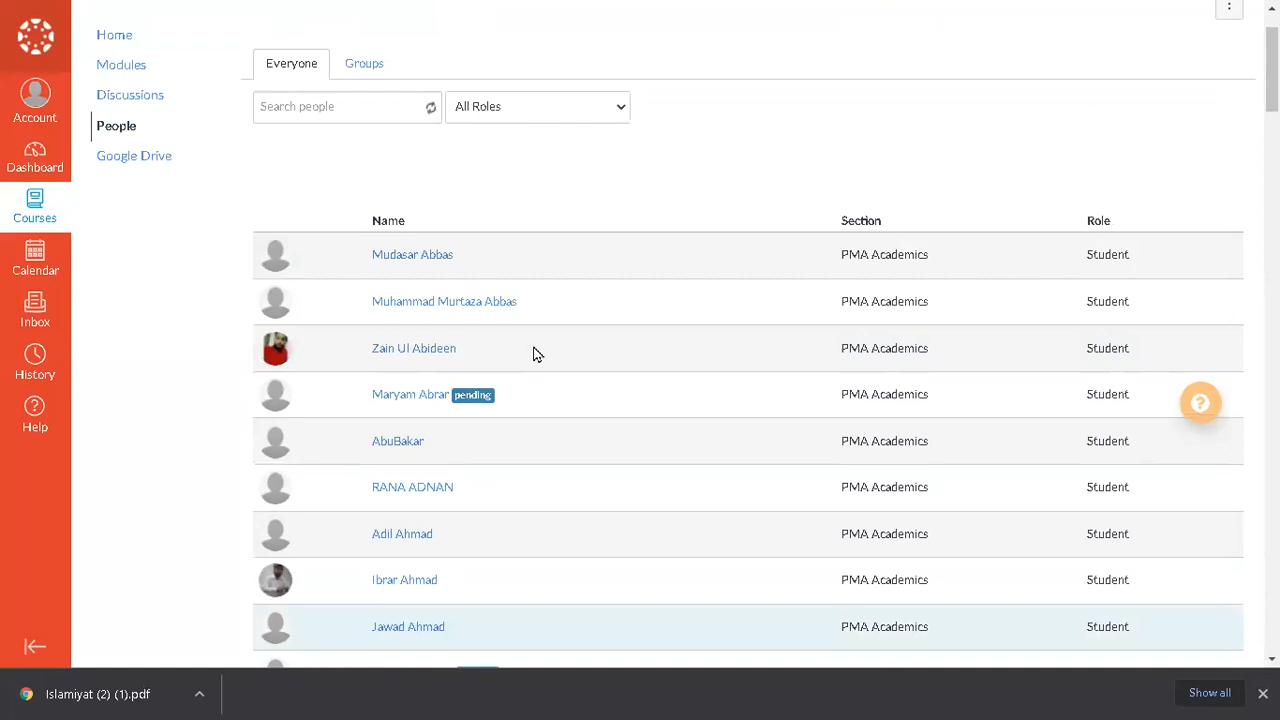 Account
Dashboard
Courses
Calendar
Inbox
History
Help
Home
Modules
Discussions
People
Google Drive
Everyone Groups
Search people All Roles
Name Section Role
Mudasar Abbas PMA Academics Student
Muhammad Murtaza Abbas PMA Academics Student
Zain Ul Abideen PMA Academics Student
Maryam Abrar pending PMA Academics Student
AbuBakar PMA Academics Student
RANA ADNAN PMA Academics Student
Adil Ahmad PMA Academics Student
Ibrar Ahmad PMA Academics Student
Jawad Ahmad PMA Academics Student
?
Islamiyat (2) (1).pdf Show all